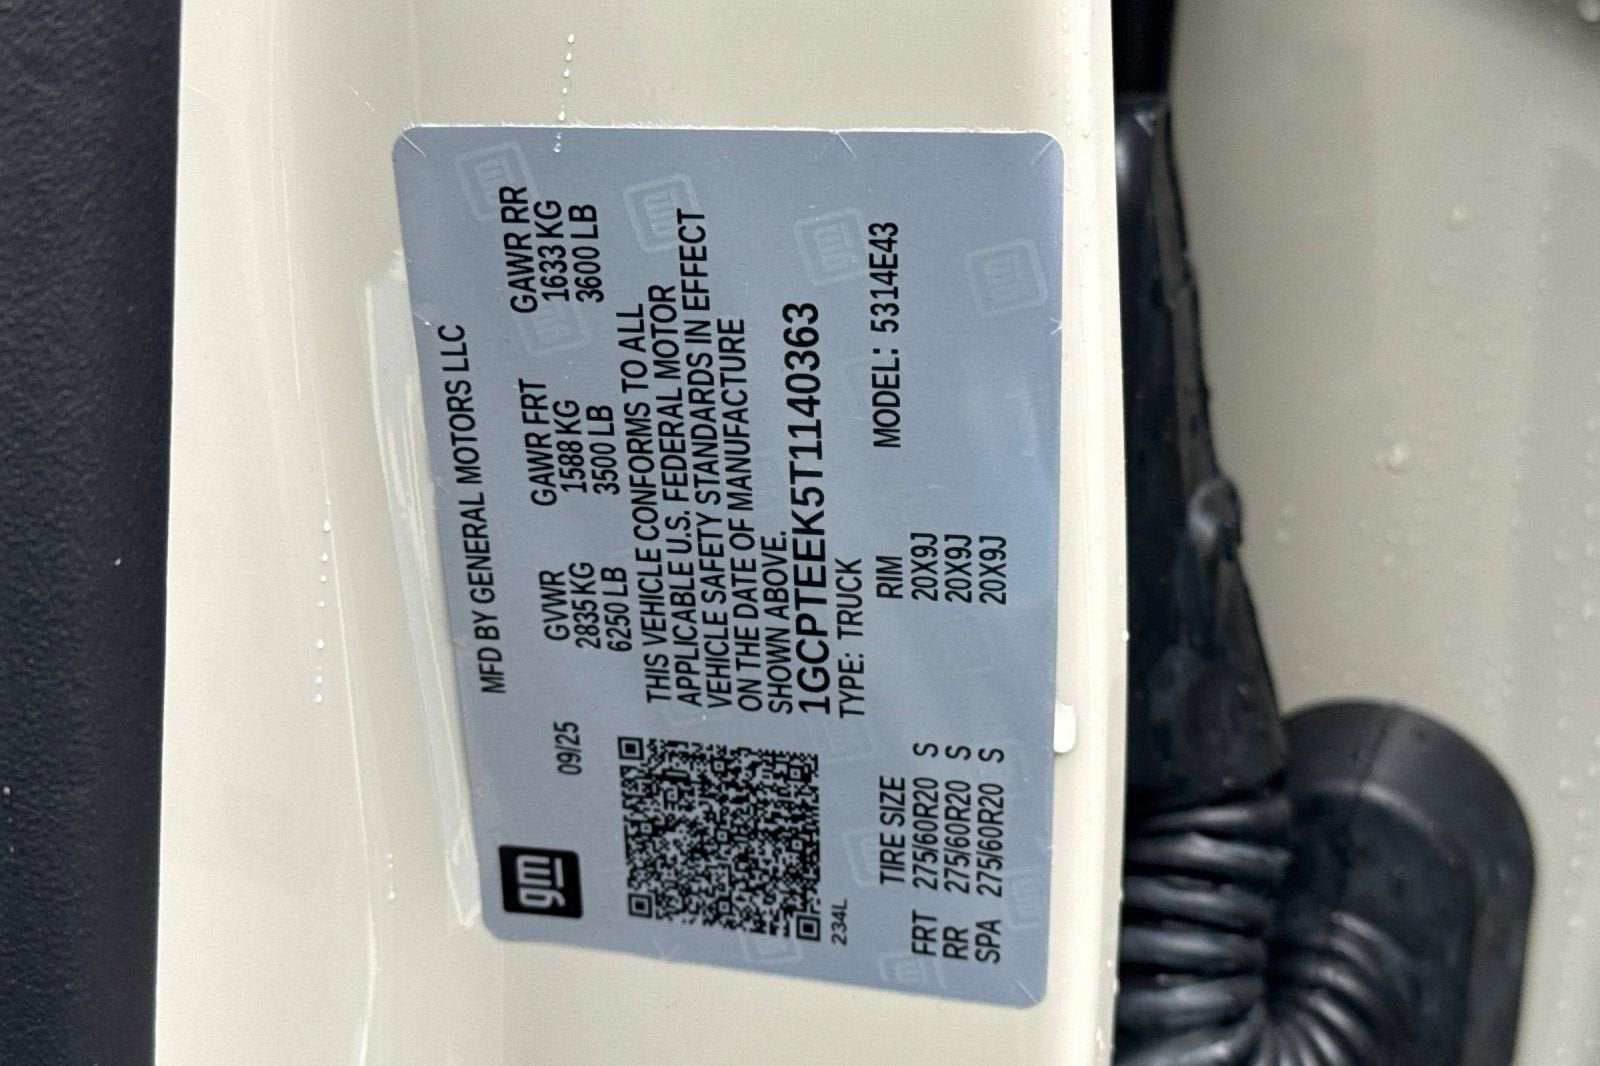 gm
MFD BY GENERAL MOTORS LLC
09/25
GVWR GAWR FRT GAWR RR
2835 KG 1588 KG 1633 KG
6250 LB 3500 LB 3600 LB
THIS VEHICLE CONFORMS TO ALL
APPLICABLE U.S. FEDERAL MOTOR
VEHICLE SAFETY STANDARDS IN EFFECT
ON THE DATE OF MANUFACTURE
SHOWN ABOVE.
1GCPTEEK5T1140363
TYPE: TRUCK
234L
MODEL: 5314E43
TIRE SIZE RIM
FRT 275/60R20 S 20X9J
RR 275/60R20 S 20X9J
SPA 275/60R20 S 20X9J